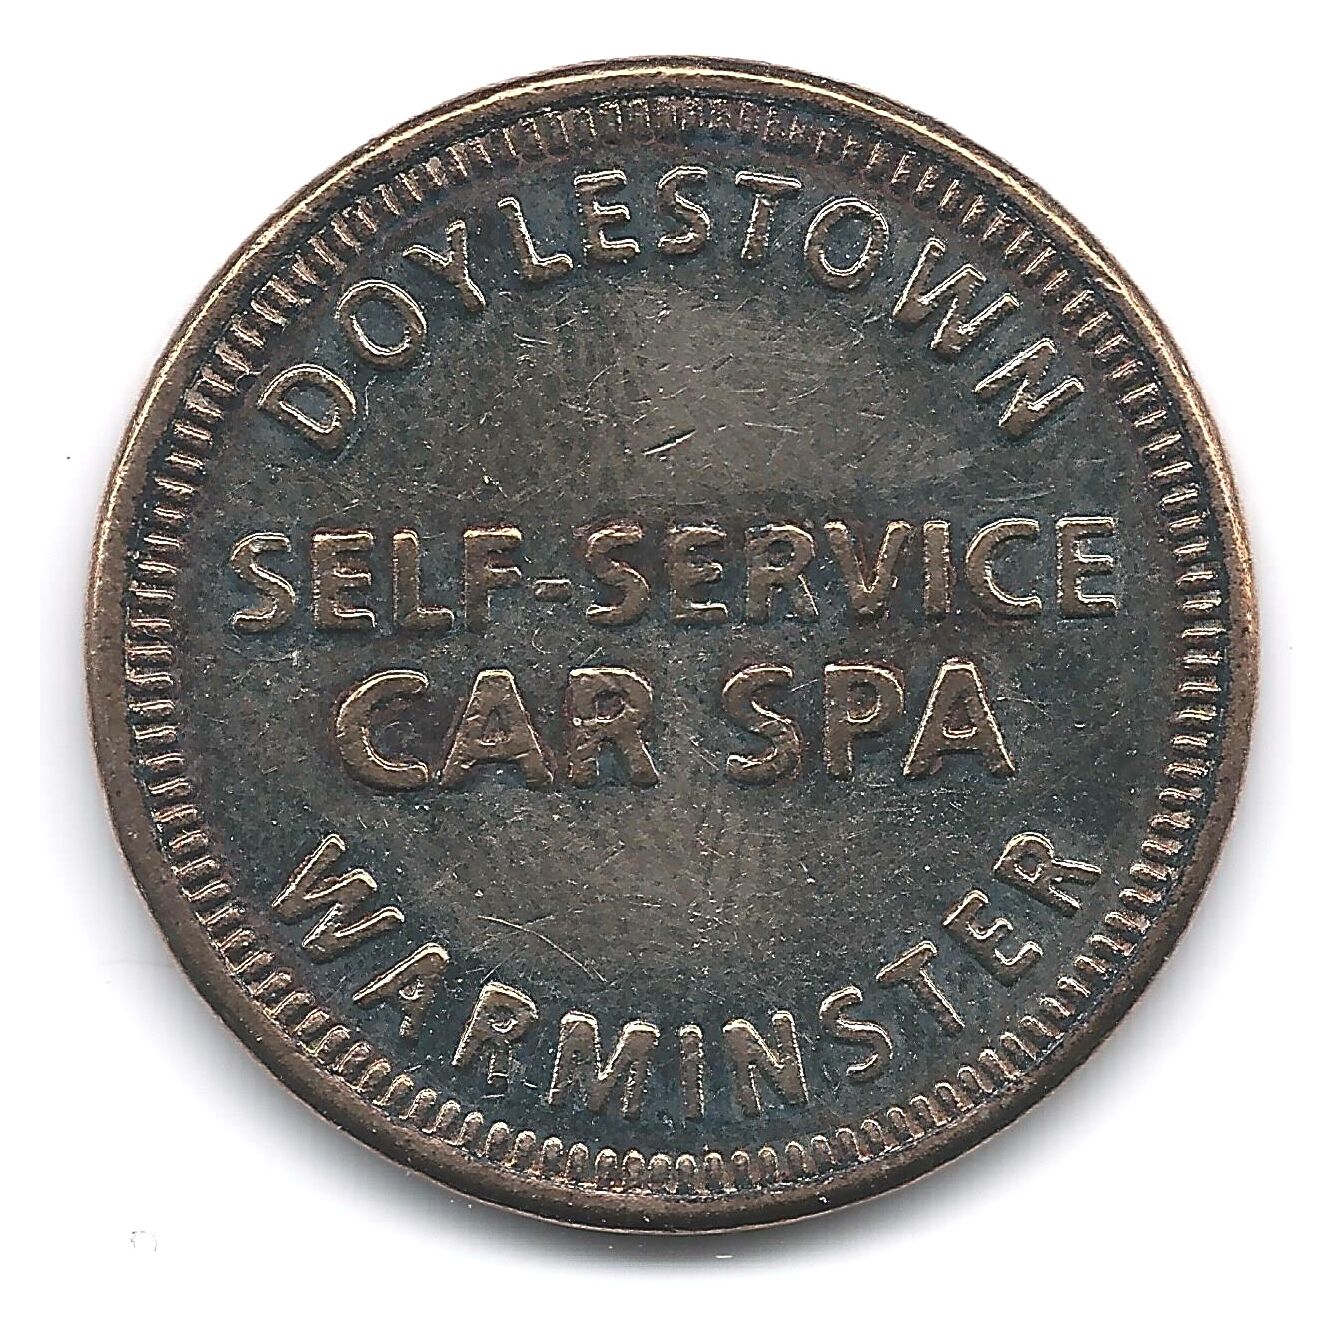 DOYLESTOWN
SELF-SERVICE
CAR SPA
WARMINSTER